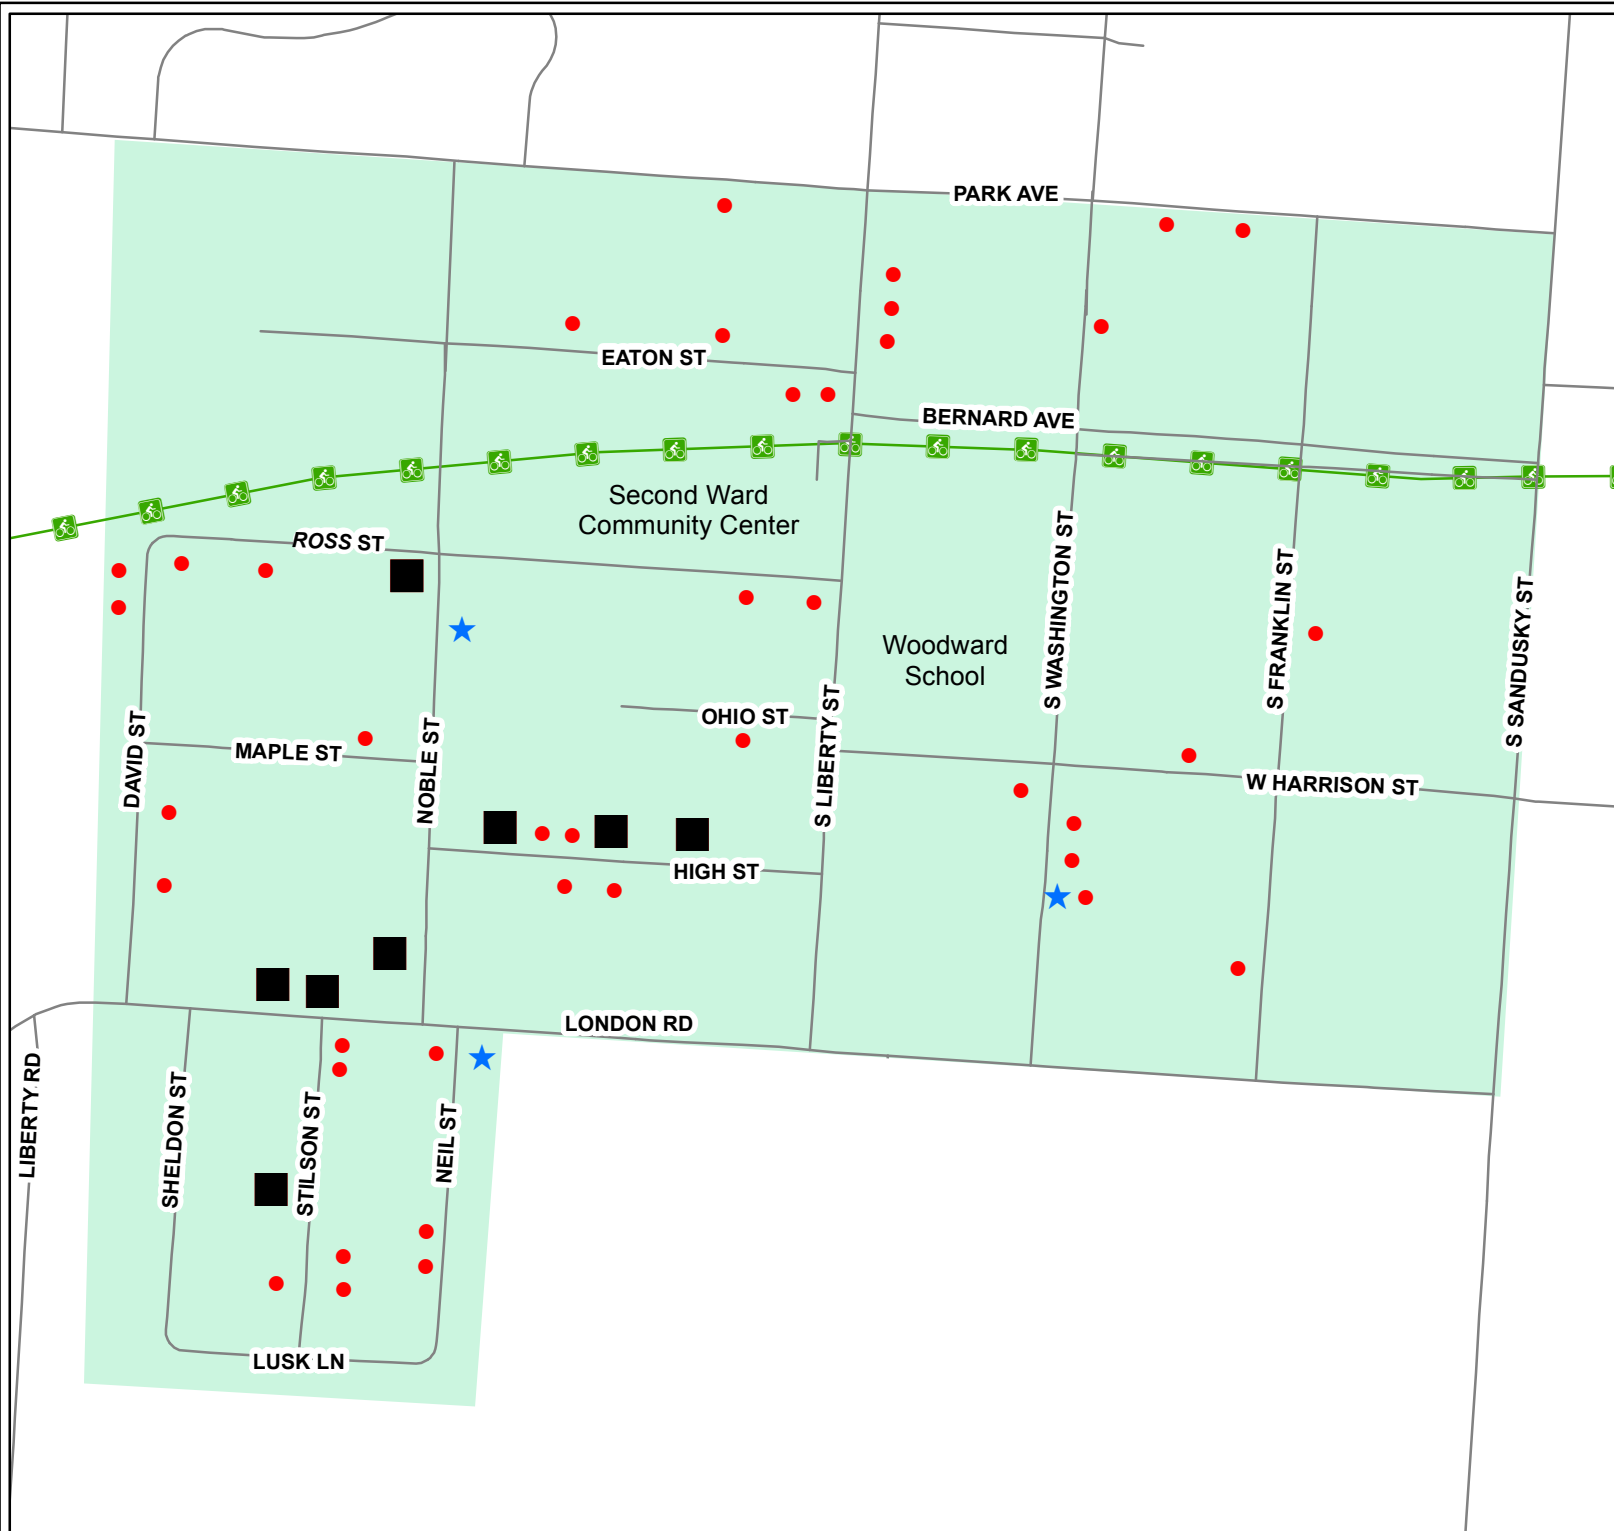 PARK AVE
EATON ST
BERNARD AVE
Second Ward
Community Center
ROSS ST
Woodward
School
S WASHINGTON ST
S FRANKLIN ST
S SANDUSKY ST
DAVID ST
MAPLE ST
NOBLE ST
OHIO ST
S LIBERTY ST
W HARRISON ST
HIGH ST
LONDON RD
LIBERTY RD
SHELDON ST
STILSON ST
NEIL ST
LUSK LN